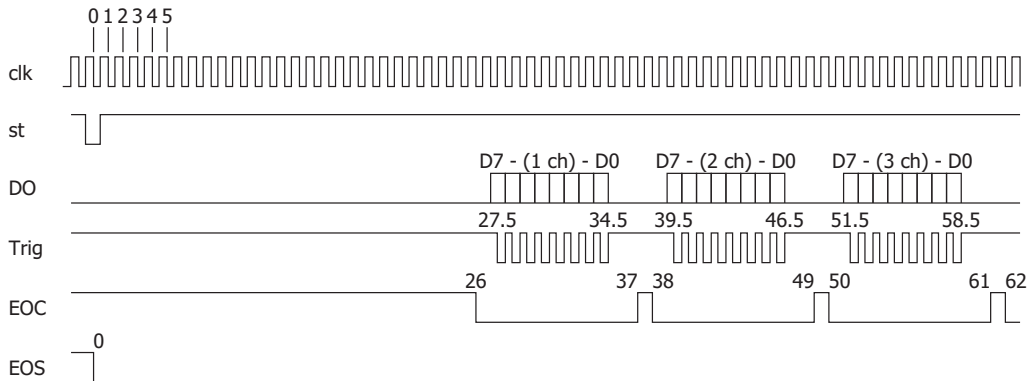 0 1 2 3 4 5
clk
st
D7 - (1 ch) - D0 D7 - (2 ch) - D0 D7 - (3 ch) - D0
DO
27.5 34.5 39.5 46.5 51.5 58.5
Trig
26 37 38 49 50 61 62
EOC
0
EOS